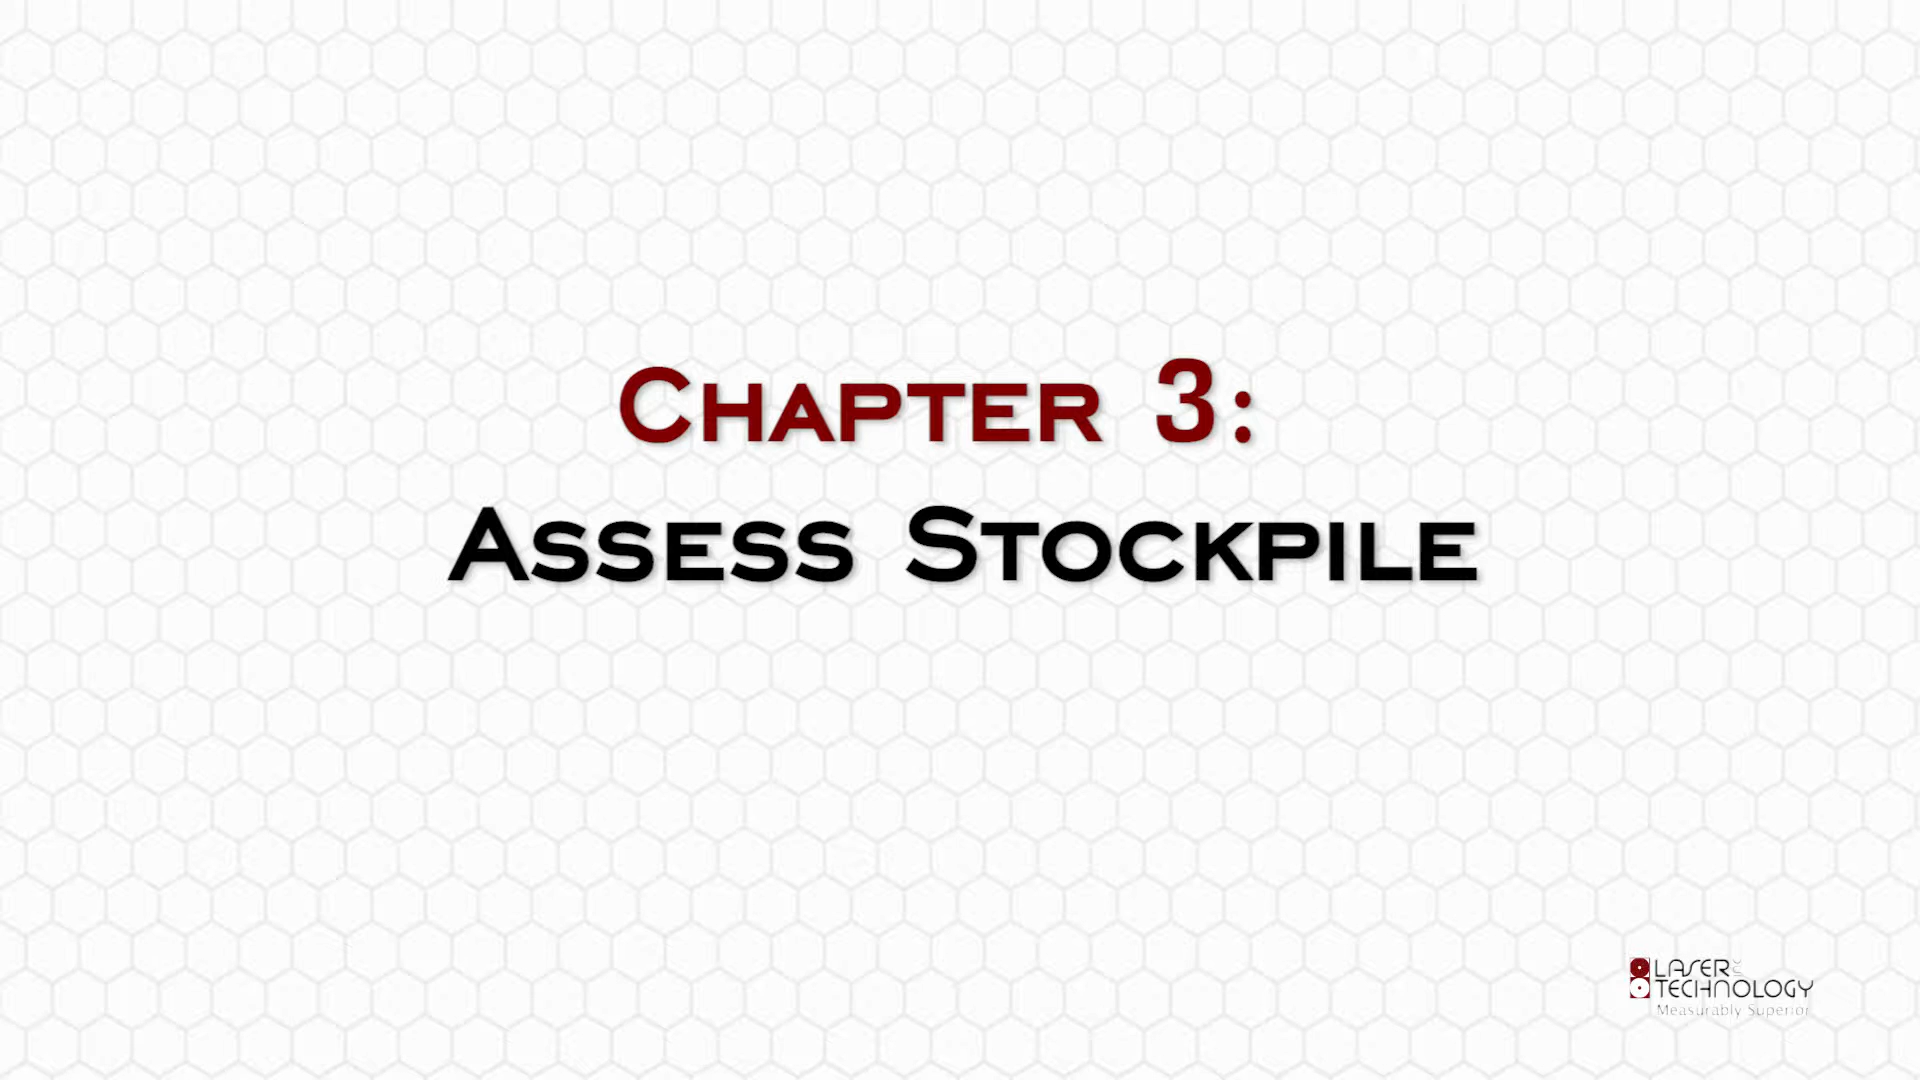 Chapter 3:
Assess Stockpile
LASER
TECHNOLOGY
Measurably Superior